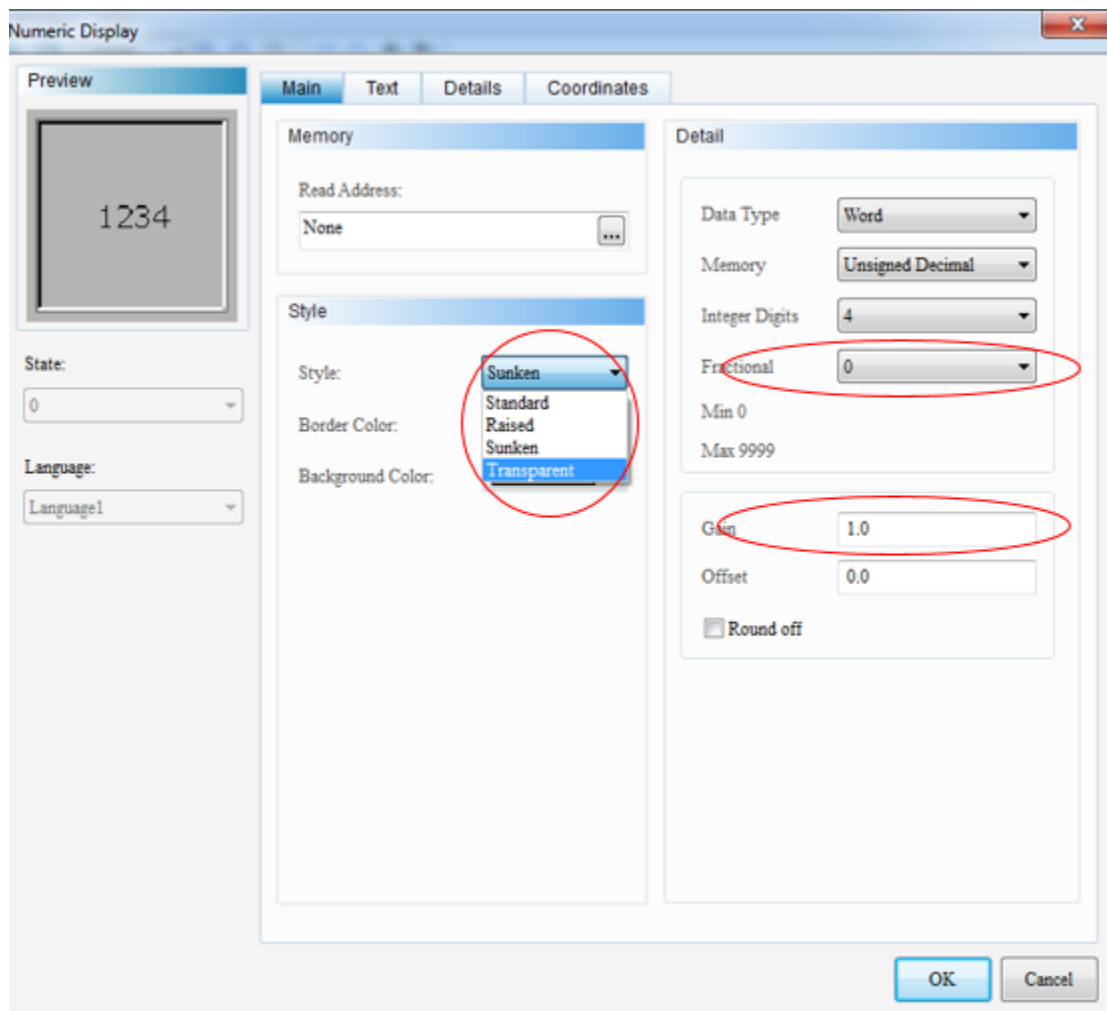 Numeric Display
Preview
1234
State:
0
Language:
Language1
Main Text Details Coordinates
Memory
Read Address:
None
...
Style
Style: Sunken
Standard
Raised
Sunken
Transparent
Border Color:
Background Color:
Detail
Data Type Word
Memory Unsigned Decimal
Integer Digits 4
Fractional 0
Min 0
Max 9999
Gain 1.0
Offset 0.0
Round off
OK Cancel